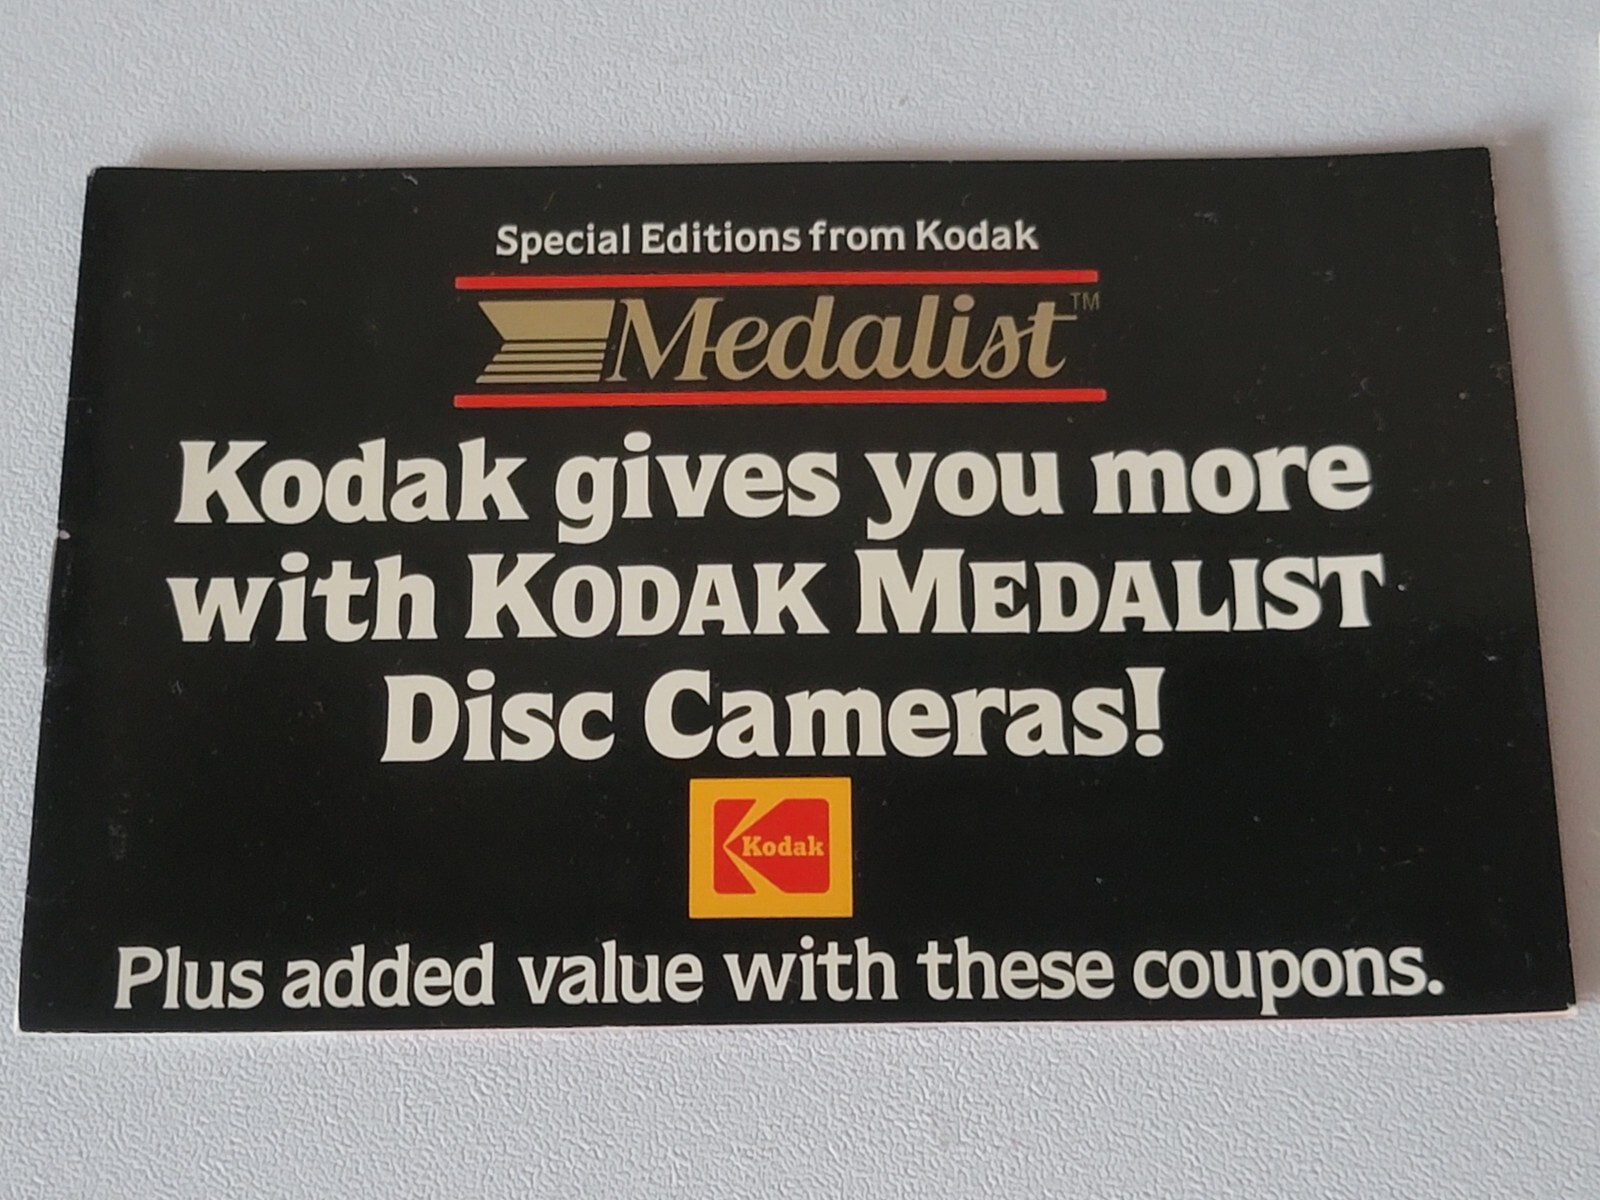 Special Editions from Kodak
Medalist™
Kodak gives you more
with KODAK MEDALIST
Disc Cameras!
Kodak
Plus added value with these coupons.